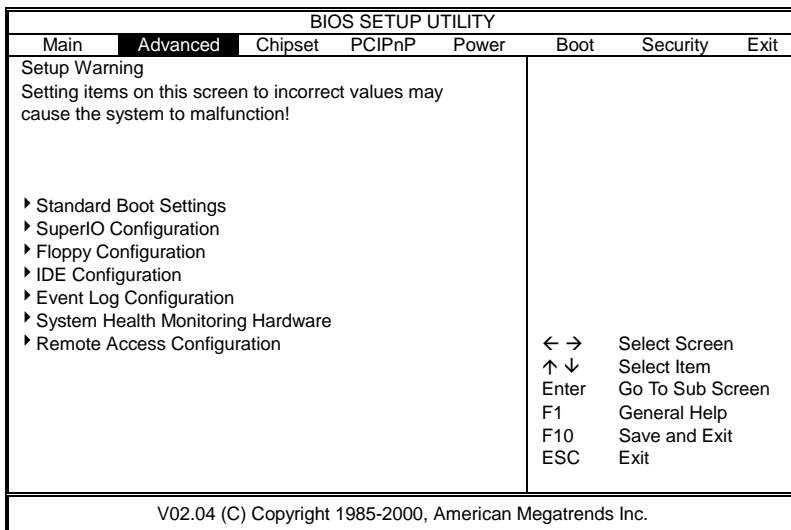 BIOS SETUP UTILITY
Main Advanced Chipset PCIPnP Power Boot Security Exit
Setup Warning
Setting items on this screen to incorrect values may
cause the system to malfunction!
Standard Boot Settings
SuperIO Configuration
Floppy Configuration
IDE Configuration
Event Log Configuration
System Health Monitoring Hardware
Remote Access Configuration
← → Select Screen
↑ ↓ Select Item
Enter Go To Sub Screen
F1 General Help
F10 Save and Exit
ESC Exit
V02.04 (C) Copyright 1985-2000, American Megatrends Inc.